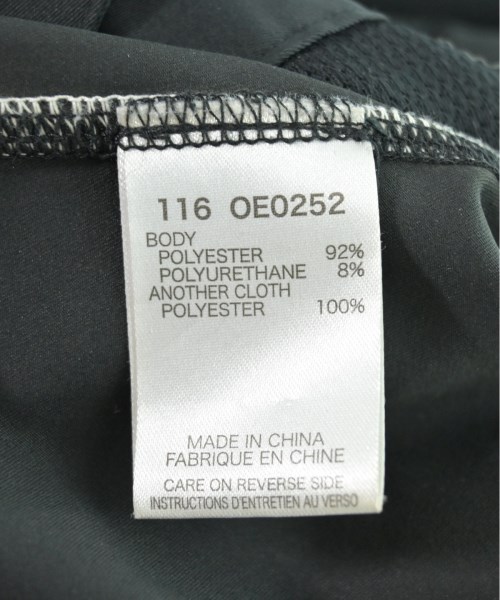 116 OE0252
BODY
POLYESTER 92%
POLYURETHANE 8%
ANOTHER CLOTH
POLYESTER 100%
MADE IN CHINA
FABRIQUE EN CHINE
CARE ON REVERSE SIDE
INSTRUCTIONS D'ENTRETIEN AU VERSO